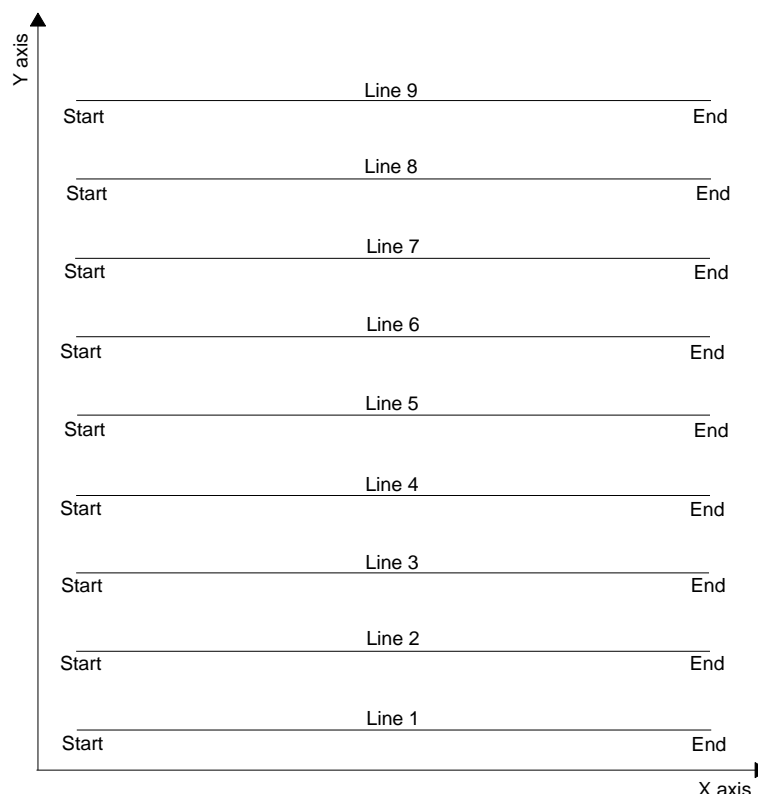 Y axis
Line 9
Start End
Line 8
Start End
Line 7
Start End
Line 6
Start End
Line 5
Start End
Line 4
Start End
Line 3
Start End
Line 2
Start End
Line 1
Start End
X axis